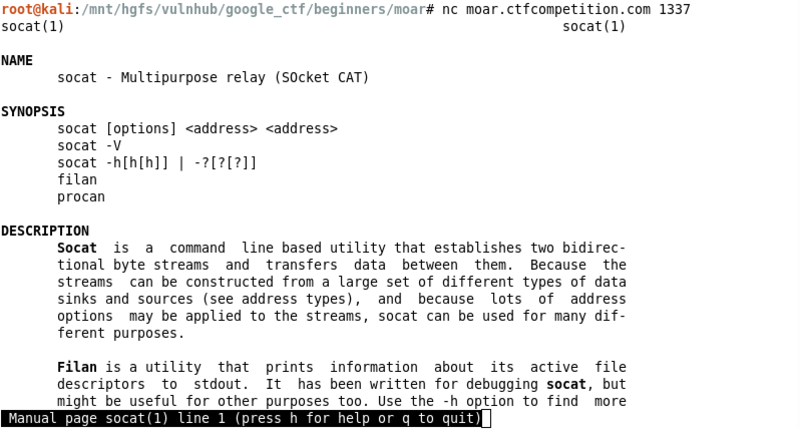 root@kali:/mnt/hgfs/vulnhub/google_ctf/beginners/moar# nc moar.ctfcompetition.com 1337
socat(1)                                                              socat(1)
NAME
       socat - Multipurpose relay (SOcket CAT)
SYNOPSIS
       socat [options] <address> <address>
       socat -V
       socat -h[h[h]] | -?[?[?]]
       filan
       procan
DESCRIPTION
       Socat  is  a  command  line based utility that establishes two bidirec-
       tional byte streams  and  transfers  data  between  them.  Because  the
       streams  can be constructed from a large set of different types of data
       sinks and sources (see address types),  and  because  lots  of  address
       options  may be applied to the streams, socat can be used for many dif-
       ferent purposes.
       Filan is a utility  that  prints  information  about  its  active  file
       descriptors  to  stdout.  It  has been written for debugging socat, but
       might be useful for other purposes too. Use the -h option to find  more
 Manual page socat(1) line 1 (press h for help or q to quit)